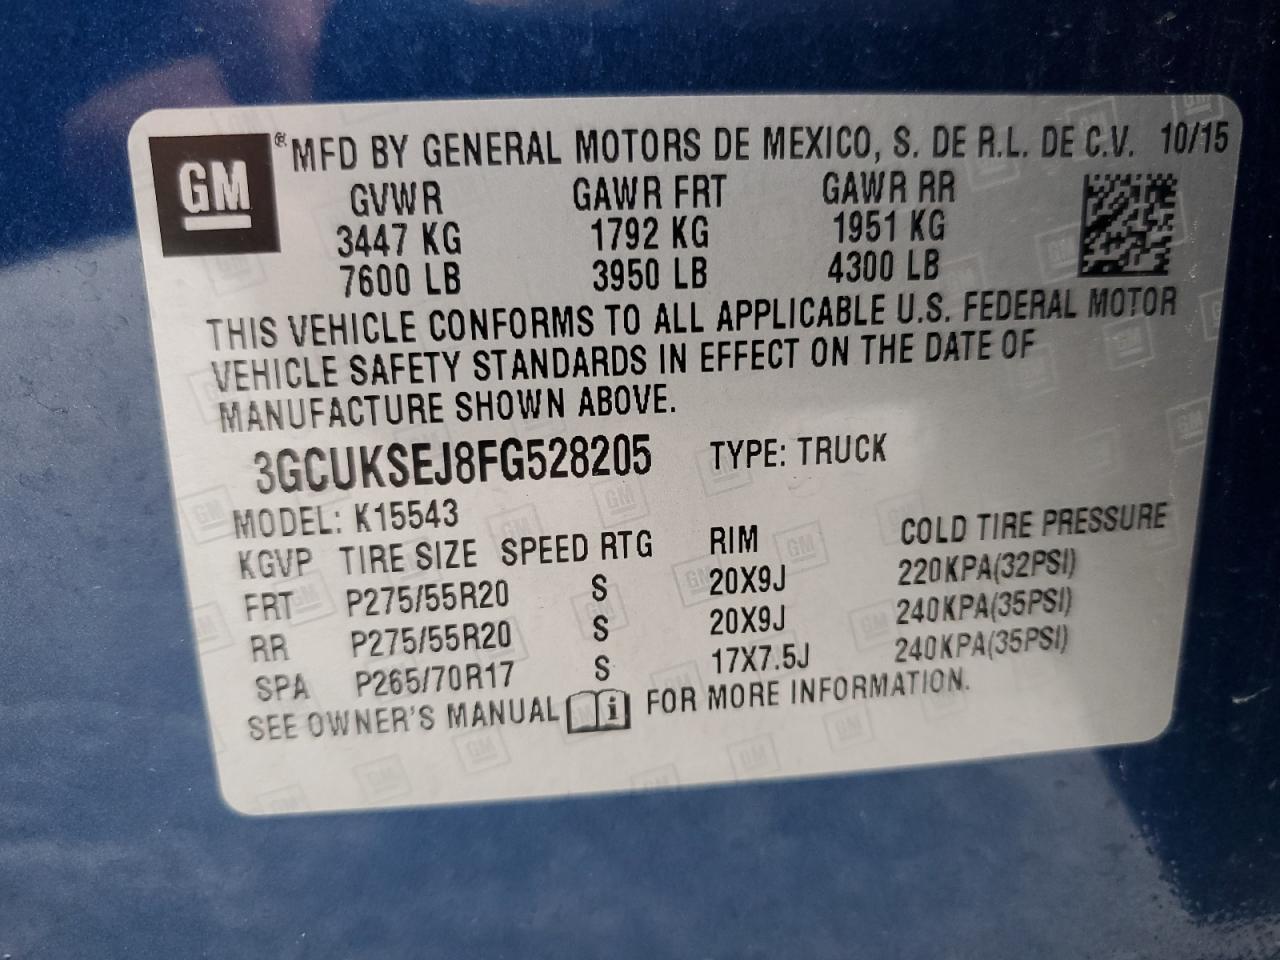 GM ® MFD BY GENERAL MOTORS DE MEXICO, S. DE R.L. DE C.V. 10/15
GVWR GAWR FRT GAWR RR
3447 KG 1792 KG 1951 KG
7600 LB 3950 LB 4300 LB
THIS VEHICLE CONFORMS TO ALL APPLICABLE U.S. FEDERAL MOTOR
VEHICLE SAFETY STANDARDS IN EFFECT ON THE DATE OF
MANUFACTURE SHOWN ABOVE.
3GCUKSEJ8FG528205 TYPE: TRUCK
MODEL: K15543
KGVP TIRE SIZE SPEED RTG RIM COLD TIRE PRESSURE
FRT P275/55R20 S 20X9J 220KPA(32PSI)
RR P275/55R20 S 20X9J 240KPA(35PSI)
SPA P265/70R17 S 17X7.5J 240KPA(35PSI)
SEE OWNER'S MANUAL i FOR MORE INFORMATION.